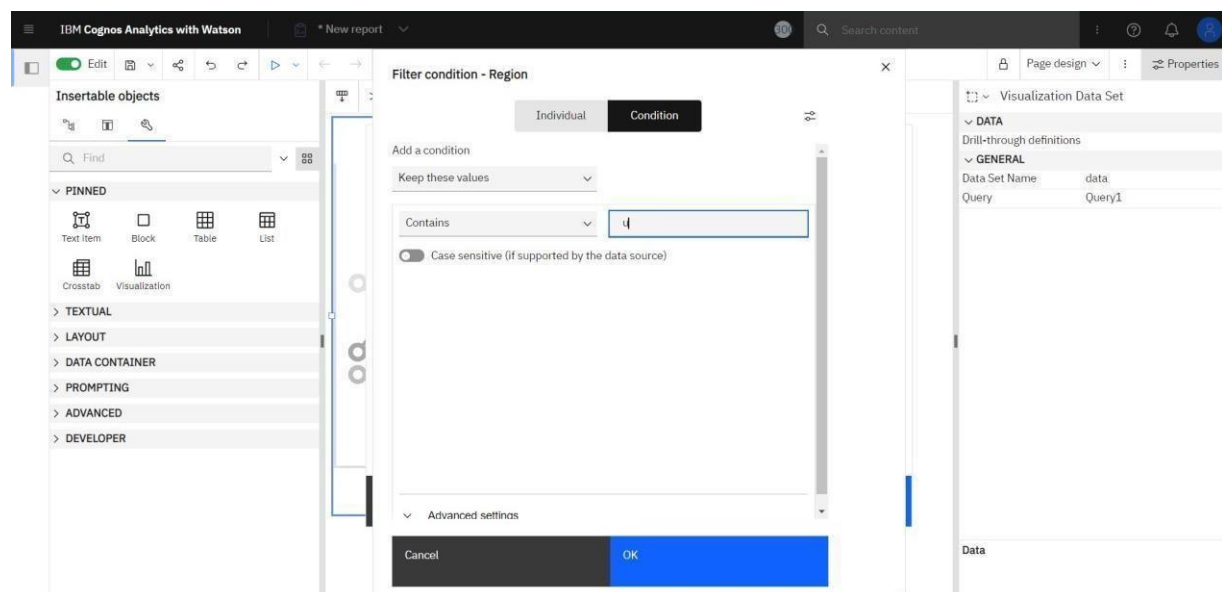 IBM Cognos Analytics with Watson
* New report
Search content
Edit
Page design
Properties
Insertable objects
Find
PINNED
Text item
Block
Table
List
Crosstab
Visualization
TEXTUAL
LAYOUT
DATA CONTAINER
PROMPTING
ADVANCED
DEVELOPER
Filter condition - Region
Individual
Condition
Add a condition
Keep these values
Contains
u
Case sensitive (if supported by the data source)
Advanced settings
Cancel
OK
Visualization Data Set
DATA
Drill-through definitions
GENERAL
Data Set Name data
Query Query1
Data